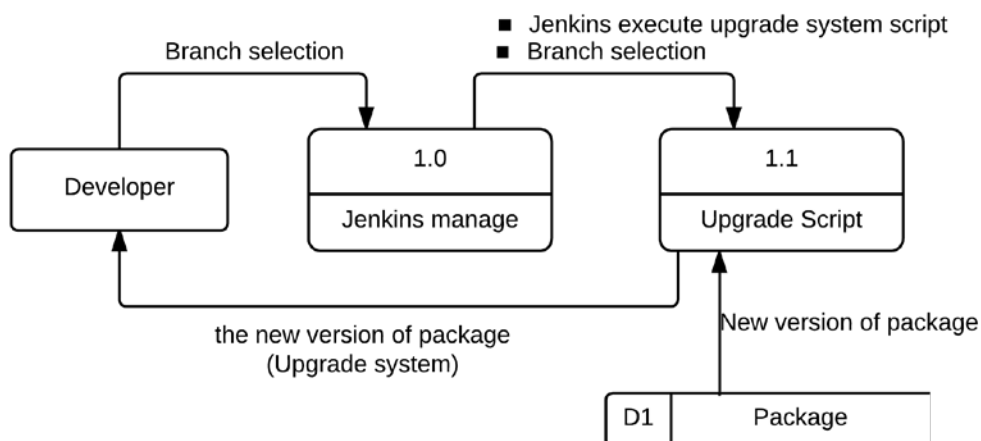 ■ Jenkins execute upgrade system script
Branch selection
■ Branch selection
1.0
1.1
Developer
Jenkins manage
Upgrade Script
the new version of package
(Upgrade system)
New version of package
D1
Package